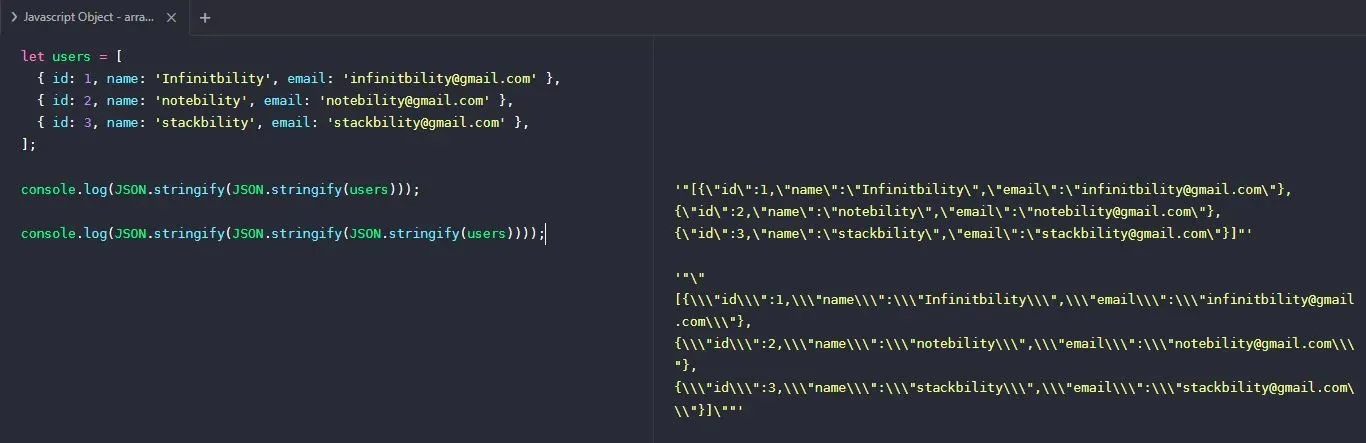 Javascript Object - arra...
let users = [
{ id: 1, name: 'Infinitbility', email: 'infinitbility@gmail.com' },
{ id: 2, name: 'notebility', email: 'notebility@gmail.com' },
{ id: 3, name: 'stackbility', email: 'stackbility@gmail.com' },
];
console.log(JSON.stringify(JSON.stringify(users)));
console.log(JSON.stringify(JSON.stringify(JSON.stringify(users))));
'"[{\"id\":1,\"name\":\"Infinitbility\",\"email\":\"infinitbility@gmail.com\"},
{\"id\":2,\"name\":\"notebility\",\"email\":\"notebility@gmail.com\"},
{\"id\":3,\"name\":\"stackbility\",\"email\":\"stackbility@gmail.com\"}]"'
'"\"
[{\\\"id\\\":1,\\\"name\\\":\\\"Infinitbility\\\",\\\"email\\\":\\\"infinitbility@gmail
.com\\\"},
{\\\"id\\\":2,\\\"name\\\":\\\"notebility\\\",\\\"email\\\":\\\"notebility@gmail.com\\\
"},
{\\\"id\\\":3,\\\"name\\\":\\\"stackbility\\\",\\\"email\\\":\\\"stackbility@gmail.com\
\\"}]\""'